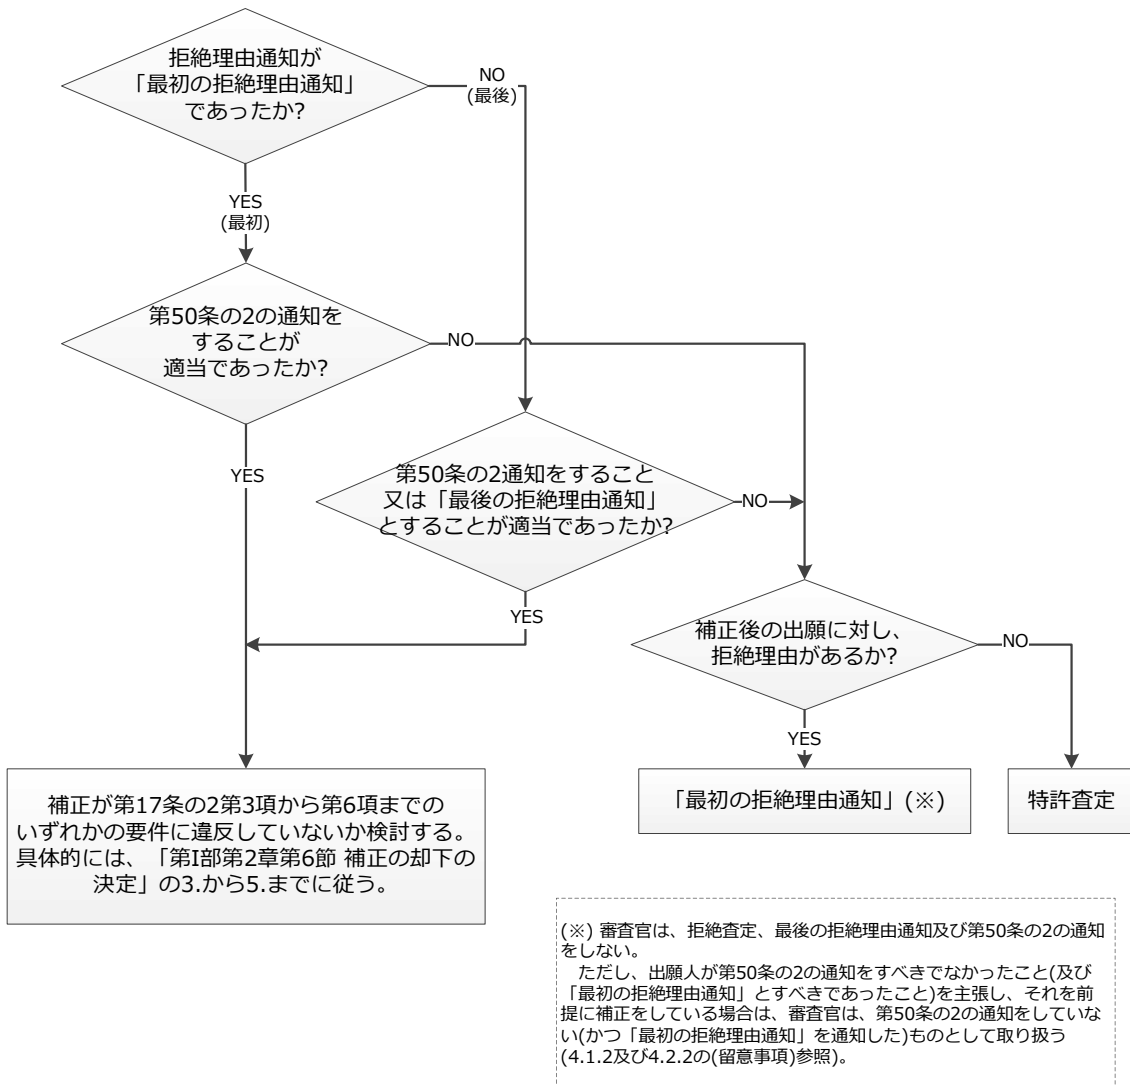 拒絶理由通知が
「最初の拒絶理由通知」
であったか?
NO
(最後)
YES
(最初)
第50条の2の通知を
することが
適当であったか?
NO
YES
第50条の2通知をすること
又は「最後の拒絶理由通知」
とすることが適当であったか?
NO
YES
補正後の出願に対し、
拒絶理由があるか?
NO
YES
補正が第17条の2第3項から第6項までの
いずれかの要件に違反していないか検討する。
具体的には、「第I部第2章第6節 補正の却下の
決定」の3.から5.までに従う。
「最初の拒絶理由通知」(※)
特許査定
(※) 審査官は、拒絶査定、最後の拒絶理由通知及び第50条の2の通知
をしない。
ただし、出願人が第50条の2の通知をすべきでなかったこと(及び
「最初の拒絶理由通知」とすべきであったこと)を主張し、それを前
提に補正をしている場合は、審査官は、第50条の2の通知をしていな
い(かつ「最初の拒絶理由通知」を通知した)ものとして取り扱う
(4.1.2及び4.2.2の(留意事項)参照)。